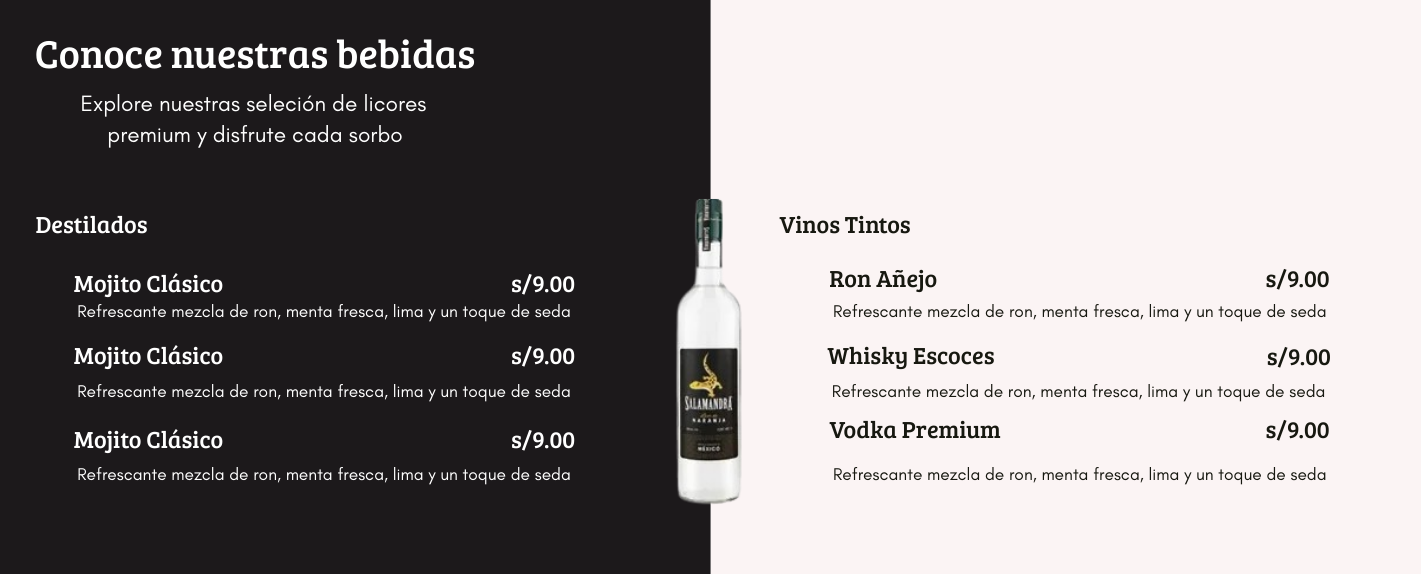 Conoce nuestras bebidas
Explore nuestras seleción de licores
premium y disfrute cada sorbo
Destilados
Mojito Clásico s/9.00
Refrescante mezcla de ron, menta fresca, lima y un toque de seda
Mojito Clásico s/9.00
Refrescante mezcla de ron, menta fresca, lima y un toque de seda
Mojito Clásico s/9.00
Refrescante mezcla de ron, menta fresca, lima y un toque de seda
SALAMANDRA
NARANJA
MÉXICO
Vinos Tintos
Ron Añejo s/9.00
Refrescante mezcla de ron, menta fresca, lima y un toque de seda
Whisky Escoces s/9.00
Refrescante mezcla de ron, menta fresca, lima y un toque de seda
Vodka Premium s/9.00
Refrescante mezcla de ron, menta fresca, lima y un toque de seda